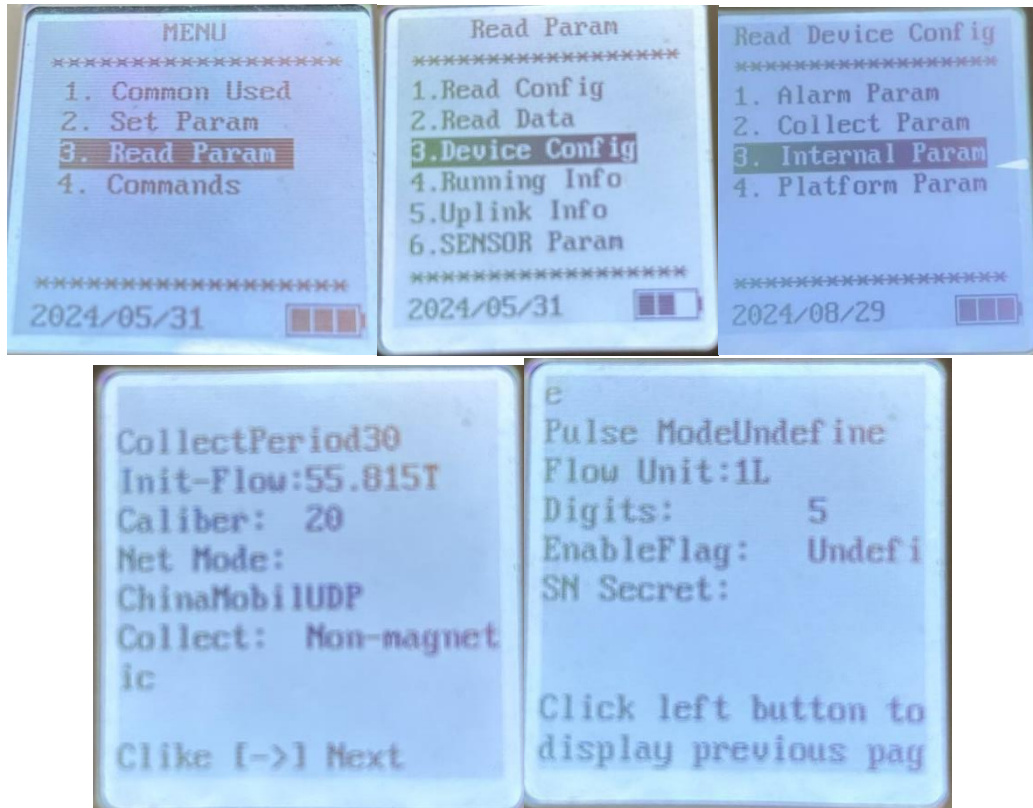 MENU
******************
1. Common Used
2. Set Param
3. Read Param
4. Commands
******************
2024/05/31
Read Param
******************
1.Read Config
2.Read Data
3.Device Config
4.Running Info
5.Uplink Info
6.SENSOR Param
******************
2024/05/31
Read Device Config
******************
1. Alarm Param
2. Collect Param
3. Internal Param
4. Platform Param
******************
2024/08/29
CollectPeriod30
Init-Flow:55.815T
Caliber: 20
Net Mode:
ChinaMobilUDP
Collect: Non-magnet
ic
Clike [->] Next
e
Pulse ModeUndefine
Flow Unit:1L
Digits: 5
EnableFlag: Undefi
SN Secret:
Click left button to
display previous pag